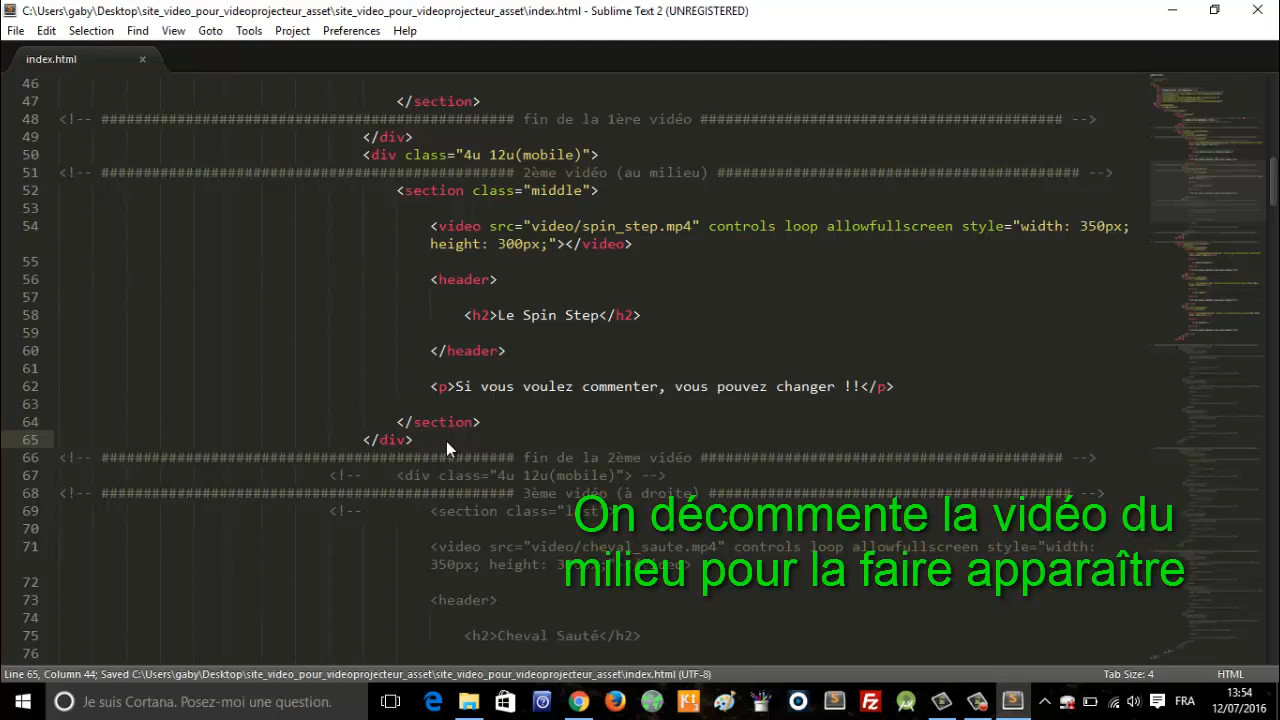 C:\Users\gaby\Desktop\site_video_pour_videoprojecteur_asset\site_video_pour_videoprojecteur_asset\index.html - Sublime Text 2 (UNREGISTERED)
File Edit Selection Find View Goto Tools Project Preferences Help
index.html ×
46
47 </section>
48 <!-- ################################################# fin de la 1ère vidéo ########################################### -->
49 </div>
50 <div class="4u 12u(mobile)">
51 <!-- ################################################# 2ème vidéo (au milieu) ########################################### -->
52 <section class="middle">
53
54 <video src="video/spin_step.mp4" controls loop allowfullscreen style="width: 350px;
height: 300px;"></video>
55
56 <header>
57
58 <h2>Le Spin Step</h2>
59
60 </header>
61
62 <p>Si vous voulez commenter, vous pouvez changer !!</p>
63
64 </section>
65 </div>
66 <!-- ################################################# fin de la 2ème vidéo ########################################### -->
67 <!-- <div class="4u 12u(mobile)"> -->
68 <!-- ################################################# 3ème vidéo (à droite) ########################################### -->
69 <!-- <section class="last">
70
On décommente la vidéo du
71 <video src="video/cheval_saute.mp4" controls loop allowfullscreen style="width:
350px; height:
milieu pour la faire apparaître
72
73 <header>
74
75 <h2>Cheval Sauté</h2>
76
Line 65, Column 44; Saved C:\Users\gaby\Desktop\site_video_pour_videoprojecteur_asset\site_video_pour_videoprojecteur_asset\index.html (UTF-8) Tab Size: 4 HTML
Je suis Cortana. Posez-moi une question. FRA 13:54
12/07/2016